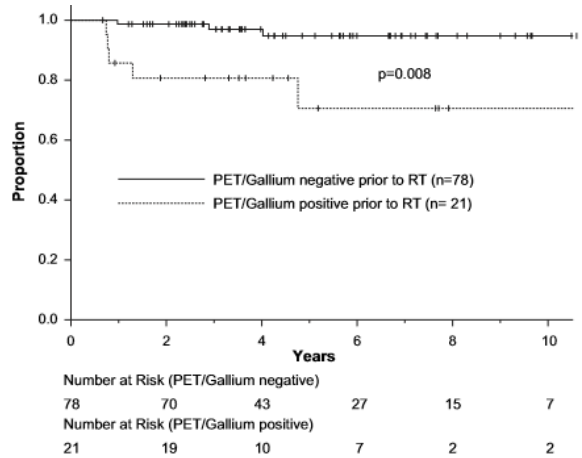 1.0
0.8
0.6
0.4
0.2
0.0
Proportion
p=0.008
PET/Gallium negative prior to RT (n=78)
PET/Gallium positive prior to RT (n= 21)
0 2 4 6 8 10
Years
Number at Risk (PET/Gallium negative)
78 70 43 27 15 7
Number at Risk (PET/Gallium positive)
21 19 10 7 2 2